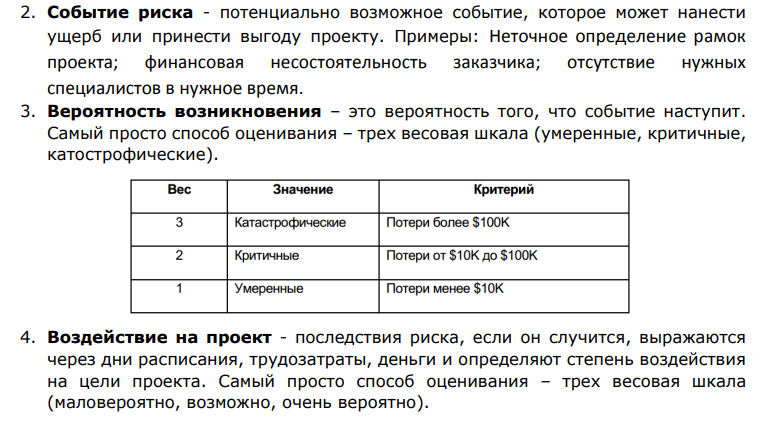 2. Событие риска - потенциально возможное событие, которое может нанести
ущерб или принести выгоду проекту. Примеры: Неточное определение рамок
проекта; финансовая несостоятельность заказчика; отсутствие нужных
специалистов в нужное время.
3. Вероятность возникновения – это вероятность того, что событие наступит.
Самый просто способ оценивания – трех весовая шкала (умеренные, критичные,
катострофические).
Вес Значение Критерий
3 Катастрофические Потери более $100K
2 Критичные Потери от $10K до $100K
1 Умеренные Потери менее $10K
4. Воздействие на проект - последствия риска, если он случится, выражаются
через дни расписания, трудозатраты, деньги и определяют степень воздействия
на цели проекта. Самый просто способ оценивания – трех весовая шкала
(маловероятно, возможно, очень вероятно).